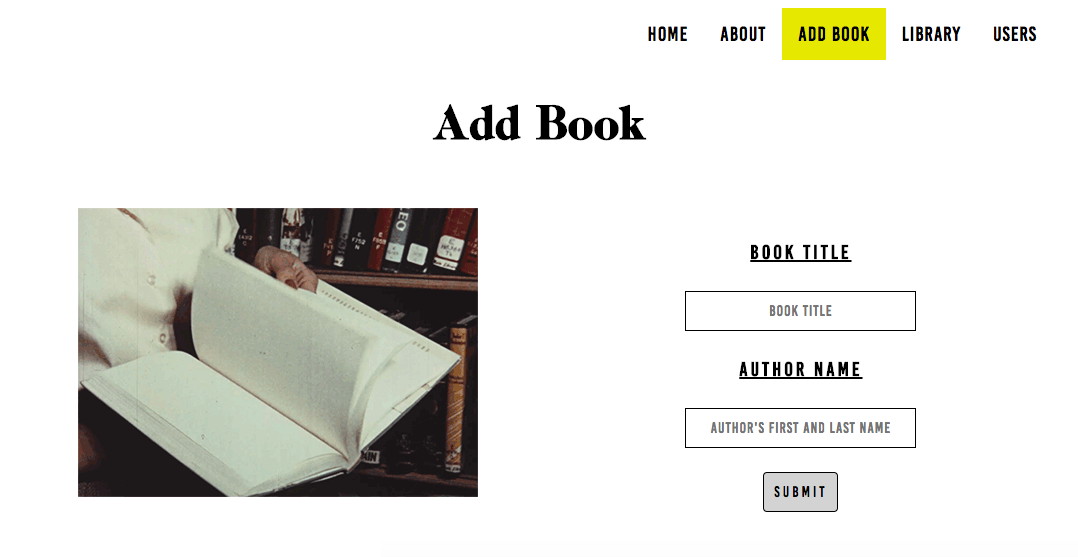 HOME ABOUT ADD BOOK LIBRARY USERS
Add Book
BOOK TITLE
BOOK TITLE
AUTHOR NAME
AUTHOR'S FIRST AND LAST NAME
SUBMIT